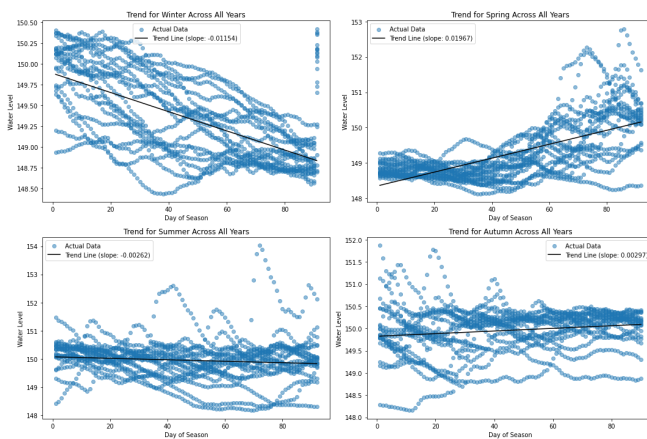 Trend for Winter Across All Years
Actual Data
Trend Line (slope: -0.01154)
150.50
150.25
150.00
149.75
149.50
149.25
149.00
148.75
148.50
Water Level
0
20
40
60
80
Day of Season
Trend for Spring Across All Years
Actual Data
Trend Line (slope: 0.01967)
153
152
151
150
149
148
Water Level
0
20
40
60
80
Day of Season
Trend for Summer Across All Years
Actual Data
Trend Line (slope: -0.00262)
154
153
152
151
150
149
148
Water Level
0
20
40
60
80
Day of Season
Trend for Autumn Across All Years
Actual Data
Trend Line (slope: 0.00297)
152.0
151.5
151.0
150.5
150.0
149.5
149.0
148.5
148.0
Water Level
0
20
40
60
80
Day of Season